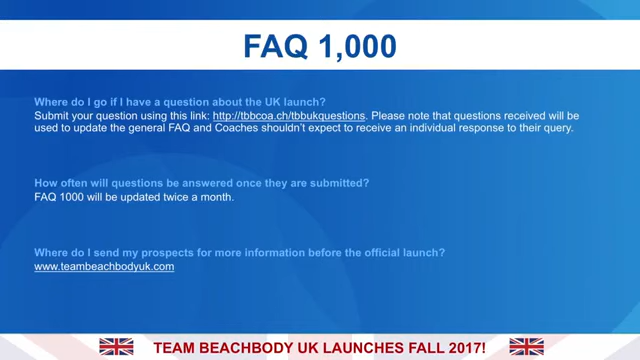 FAQ 1,000
Where do I go if I have a question about the UK launch?
Submit your question using this link: http://tbbcoa.ch/tbbukquestions. Please note that questions received will be
used to update the general FAQ and Coaches shouldn't expect to receive an individual response to their query.
How often will questions be answered once they are submitted?
FAQ 1000 will be updated twice a month.
Where do I send my prospects for more information before the official launch?
www.teambeachbodyuk.com
TEAM BEACHBODY UK LAUNCHES FALL 2017!